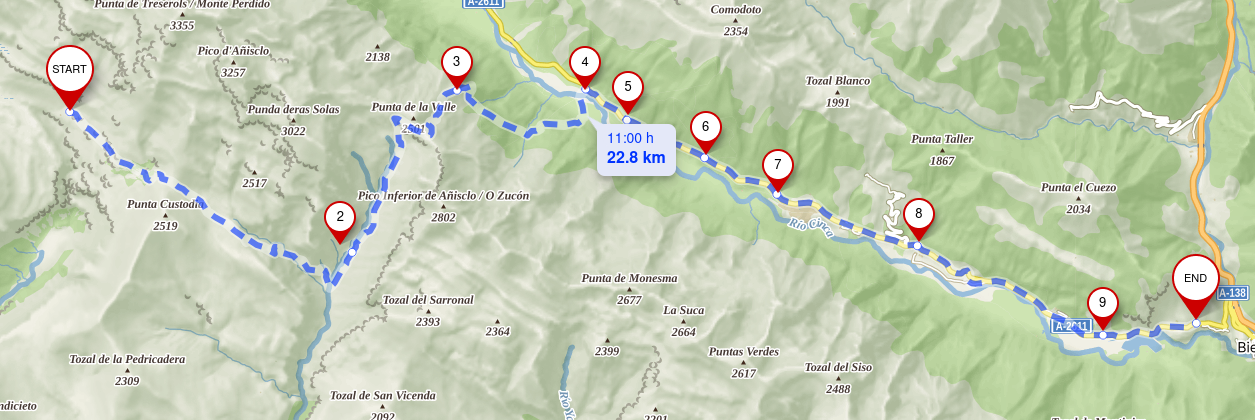 Punta de Treserols / Monte Perdido
3355
A-2611
Comodoto
2354
Pico d'Añisclo
3257
2138
START
3
4
5
Tozal Blanco
1991
Punda deras Solas
3022
Punta de la Valle
6
11:00 h
22.8 km
Punta Taller
1867
7
2517
Punta Custodia
2519
Pico Inferior de Añisclo / O Zucón
2802
Punta el Cuezo
2034
2
Río Cinca
8
Punta de Monesma
2677
END
A-138
Tozal del Sarronal
2393
La Suca
2664
2364
9
A-2611
2399
Bie
Tozal de la Pedricadera
2309
Puntas Verdes
2617
Tozal del Siso
2488
Tozal de San Vicenda
2092
ndicieto